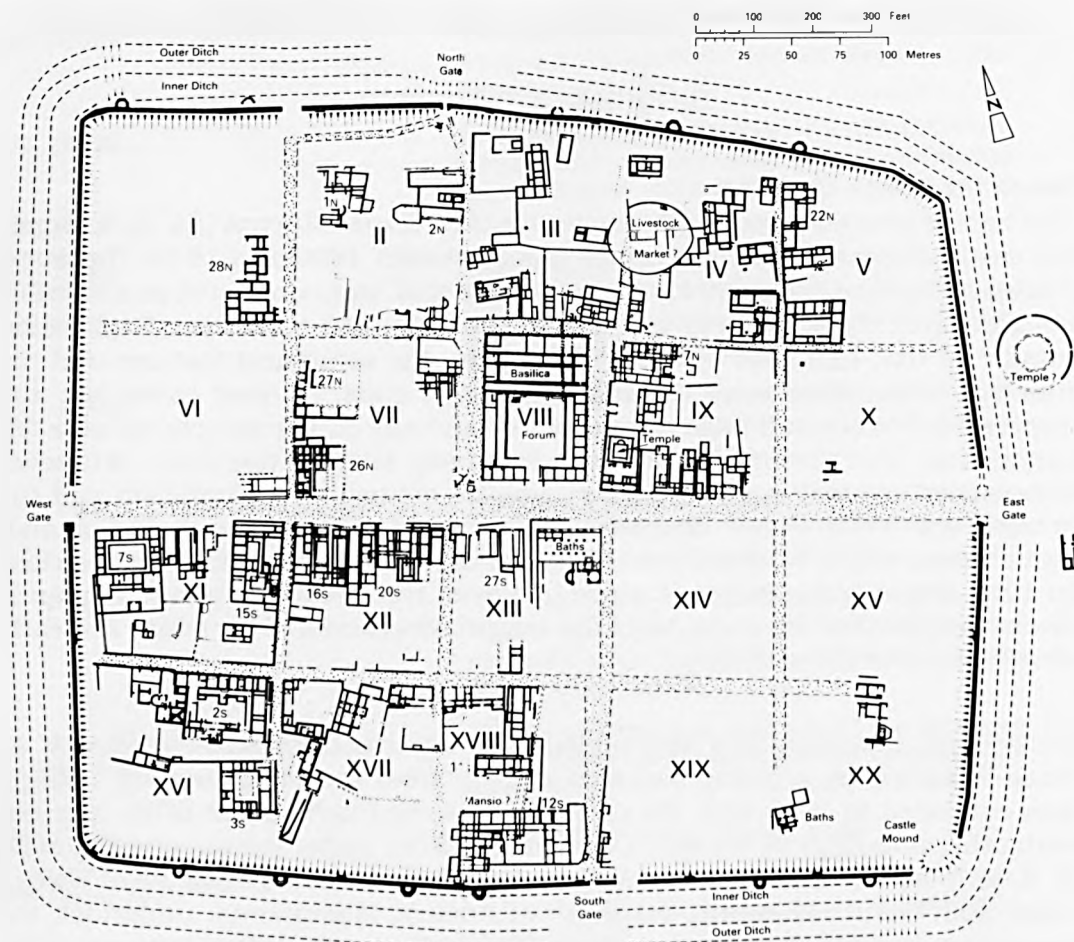 0 100 200 300 Feet
0 25 50 75 100 Metres
N
Outer Ditch
Inner Ditch
North
Gate
1N
2N
I
II
III
Livestock
Market ?
IV
22N
V
28N
Temple ?
Basilica
7N
27N
VI
VII
VIII
Forum
IX
X
Temple
26N
West
Gate
East
Gate
7S
Baths
XI
16S
20S
27S
15S
XII
XIII
XIV
XV
2S
XVIII
1
XVI
XVII
XIX
XX
Mansio ?
12S
3S
Baths
Castle
Mound
South
Gate
Inner Ditch
Outer Ditch